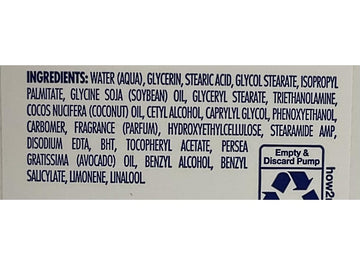 INGREDIENTS: WATER (AQUA), GLYCERIN, STEARIC ACID, GLYCOL STEARATE, ISOPROPYL
PALMITATE, GLYCINE SOJA (SOYBEAN) OIL, GLYCERYL STEARATE, TRIETHANOLAMINE,
COCOS NUCIFERA (COCONUT) OIL, CETYL ALCOHOL, CAPRYLYL GLYCOL, PHENOXYETHANOL,
CARBOMER, FRAGRANCE (PARFUM), HYDROXYETHYLCELLULOSE, STEARAMIDE AMP,
DISODIUM EDTA, BHT, TOCOPHERYL ACETATE, PERSEA
GRATISSIMA (AVOCADO) OIL, BENZYL ALCOHOL, BENZYL
SALICYLATE, LIMONENE, LINALOOL.
Empty &
Discard Pump